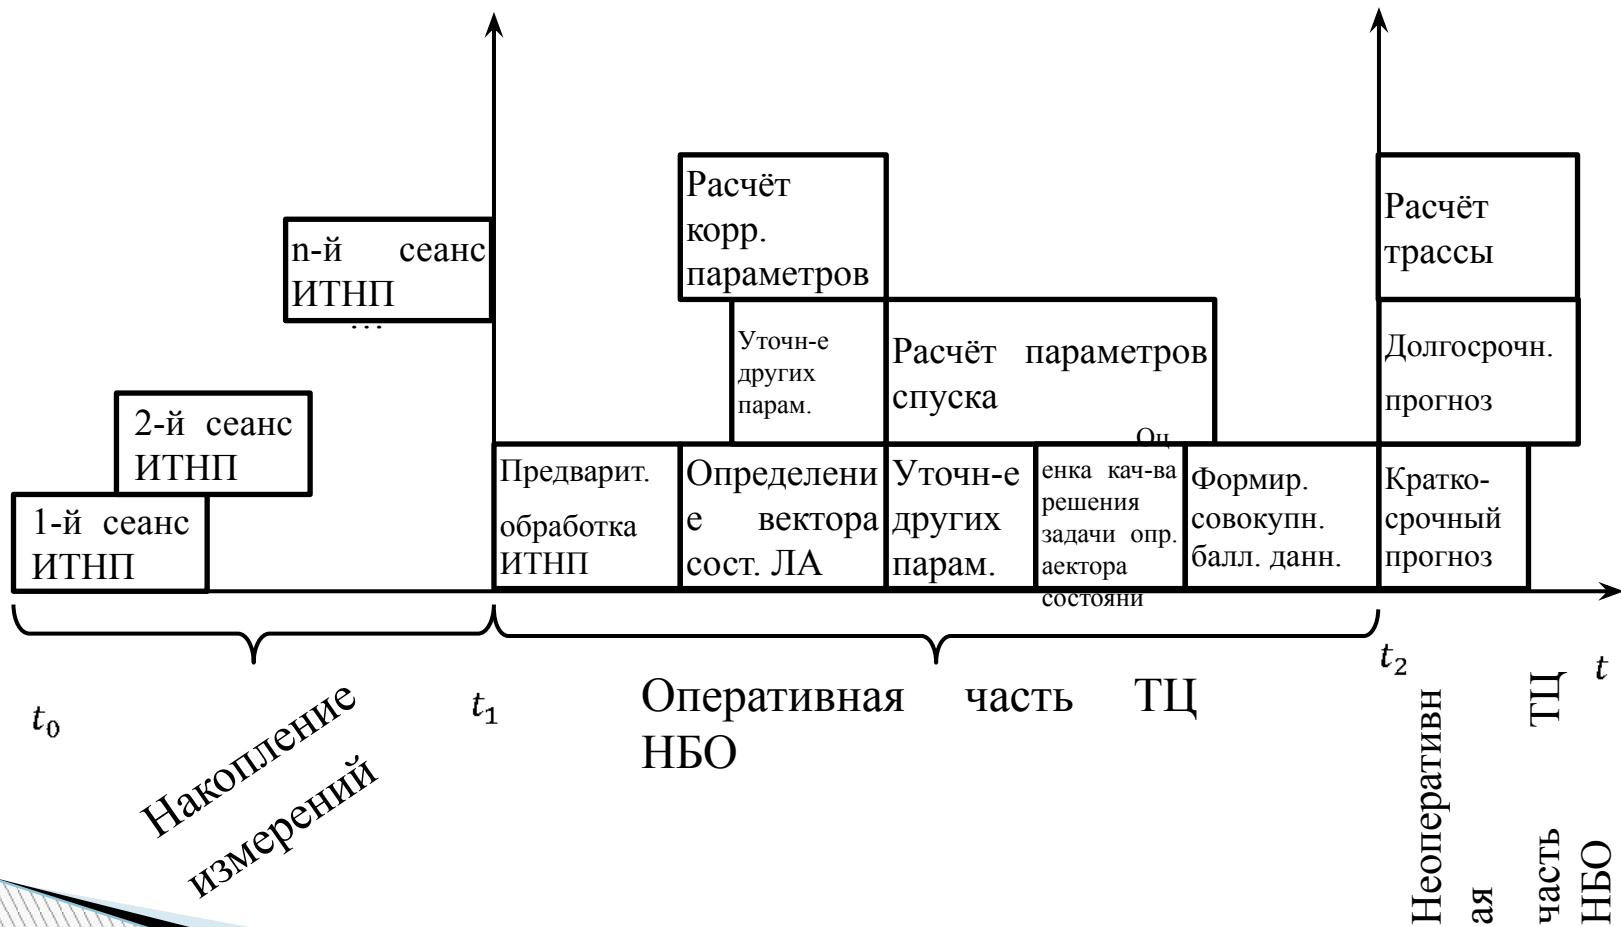 Расчёт
корр.
параметров
Расчёт
трассы
n-й сеанс
ИТНП
...
Уточн-е
других
парам.
Расчёт параметров
спуска
Долгосрочн.
прогноз
2-й сеанс
ИТНП
1-й сеанс
ИТНП
Предварит.
обработка
ИТНП
Определени
е вектора
сост. ЛА
Уточн-е
других
парам.
Оц
енка кач-ва
решения
задачи опр.
аектора
состояни
Формир.
совокупн.
балл. данн.
Кратко-
срочный
прогноз
t₀
t₁
t₂
t
Накопление
измерений
Оперативная часть ТЦ
НБО
Неоперативн
ая
часть ТЦ
НБО